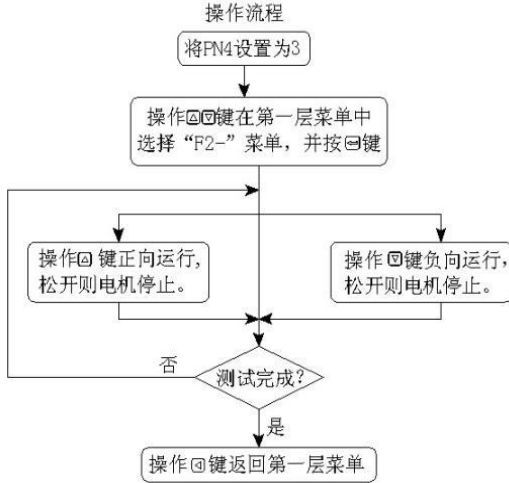 操作流程
将PN4设置为3
操作△▽键在第一层菜单中
选择“F2-”菜单，并按⏎键
操作△键正向运行，
松开则电机停止。
操作▽键负向运行，
松开则电机停止。
否
测试完成？
是
操作◁键返回第一层菜单